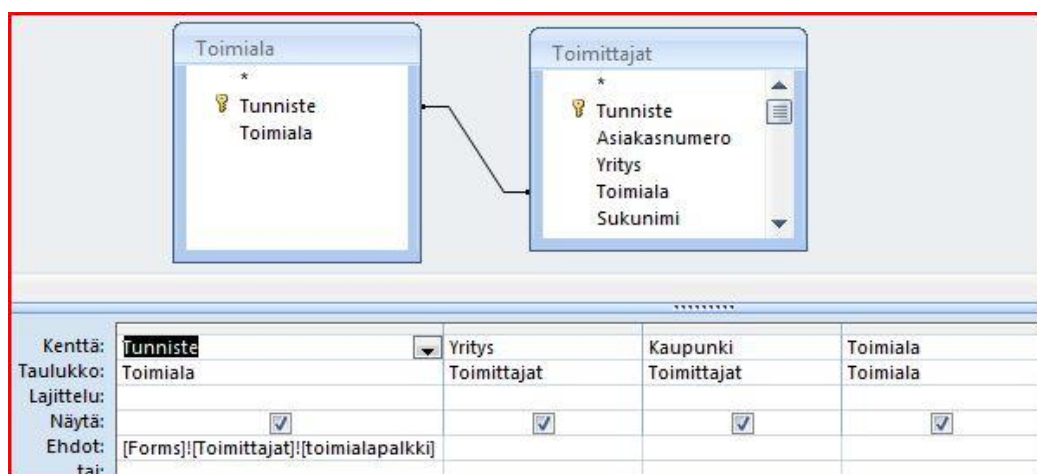 Toimiala
*
Tunniste
Toimiala
Toimittajat
*
Tunniste
Asiakasnumero
Yritys
Toimiala
Sukunimi
Kenttä: Tunniste Yritys Kaupunki Toimiala
Taulukko: Toimiala Toimittajat Toimittajat Toimiala
Lajittelu:
Näytä:
Ehdot: [Forms]![Toimittajat]![toimialapalkki]
tai: